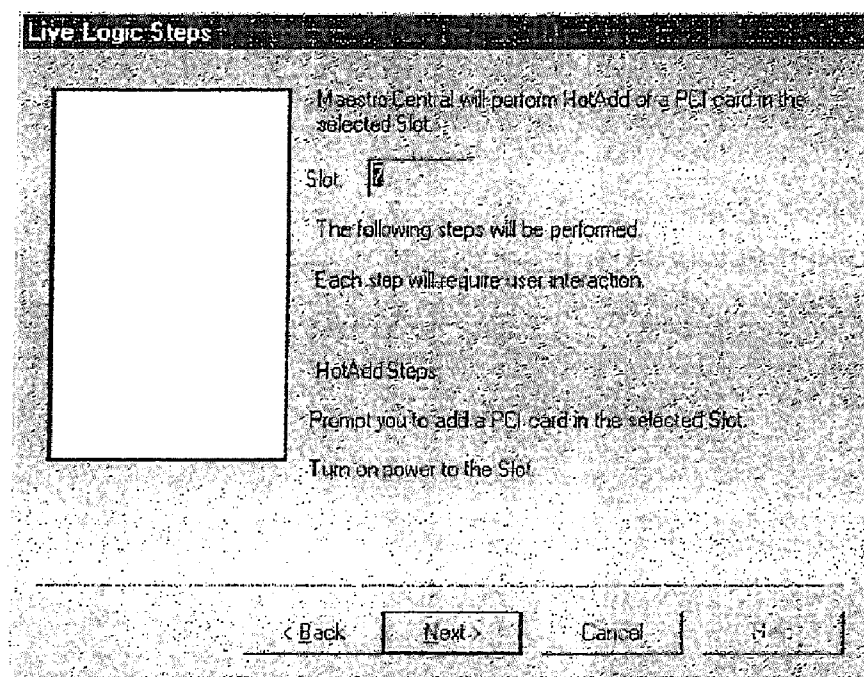 Live Logic Steps
Maestro Central will perform HotAdd of a PCI card in the
selected Slot.
Slot: 7
The following steps will be performed.
Each step will require user interaction.
HotAdd Steps
Prompt you to add a PCI card in the selected Slot.
Turn on power to the Slot.
< Back Next > Cancel